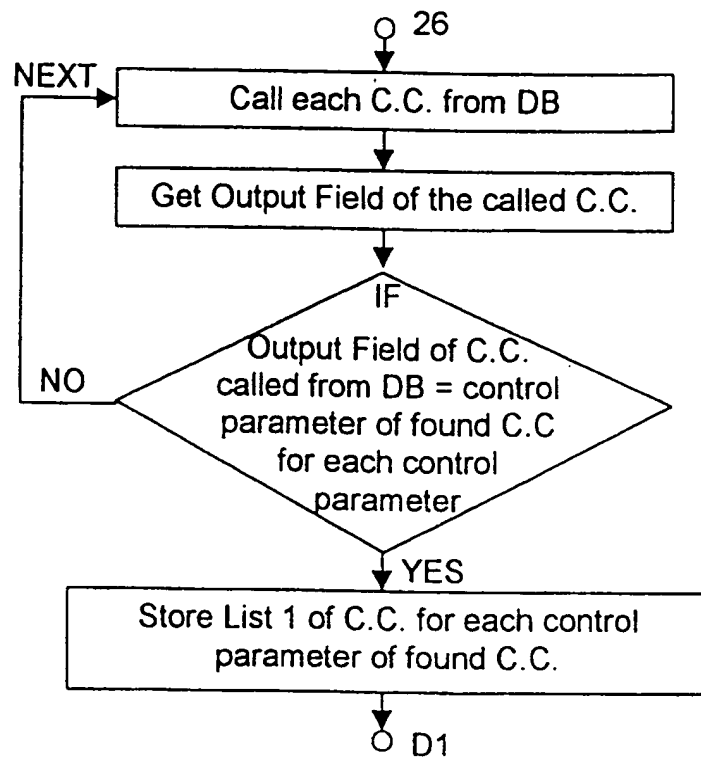 26
NEXT
Call each C.C. from DB
Get Output Field of the called C.C.
IF
Output Field of C.C.
called from DB = control
parameter of found C.C
for each control
parameter
NO
YES
Store List 1 of C.C. for each control
parameter of found C.C.
D1